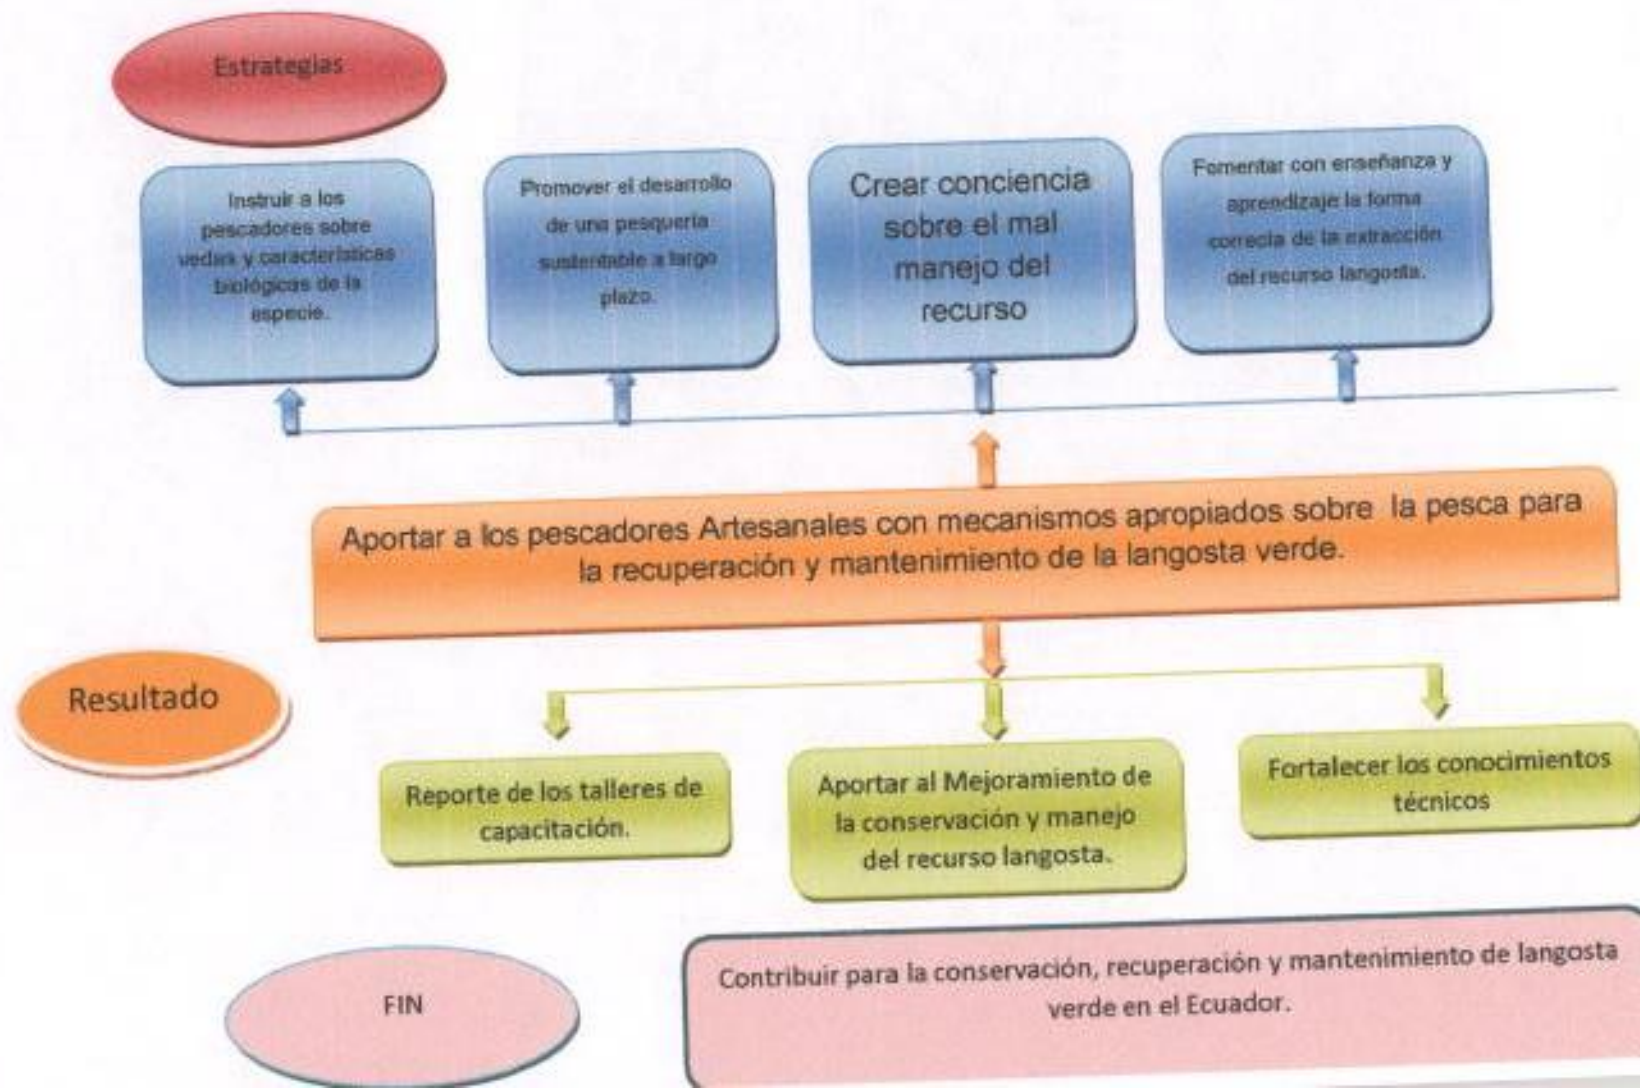 Estrategias
Instruir a los
pescadores sobre
vedas y características
biológicas de la
especie.
Promover el desarrollo
de una pesquería
sustentable a largo
plazo.
Crear conciencia
sobre el mal
manejo del
recurso
Fomentar con enseñanza y
aprendizaje la forma
correcta de la extracción
del recurso langosta.
Aportar a los pescadores Artesanales con mecanismos apropiados sobre la pesca para
la recuperación y mantenimiento de la langosta verde.
Resultado
Reporte de los talleres de
capacitación.
Aportar al Mejoramiento de
la conservación y manejo
del recurso langosta.
Fortalecer los conocimientos
técnicos
FIN
Contribuir para la conservación, recuperación y mantenimiento de langosta
verde en el Ecuador.